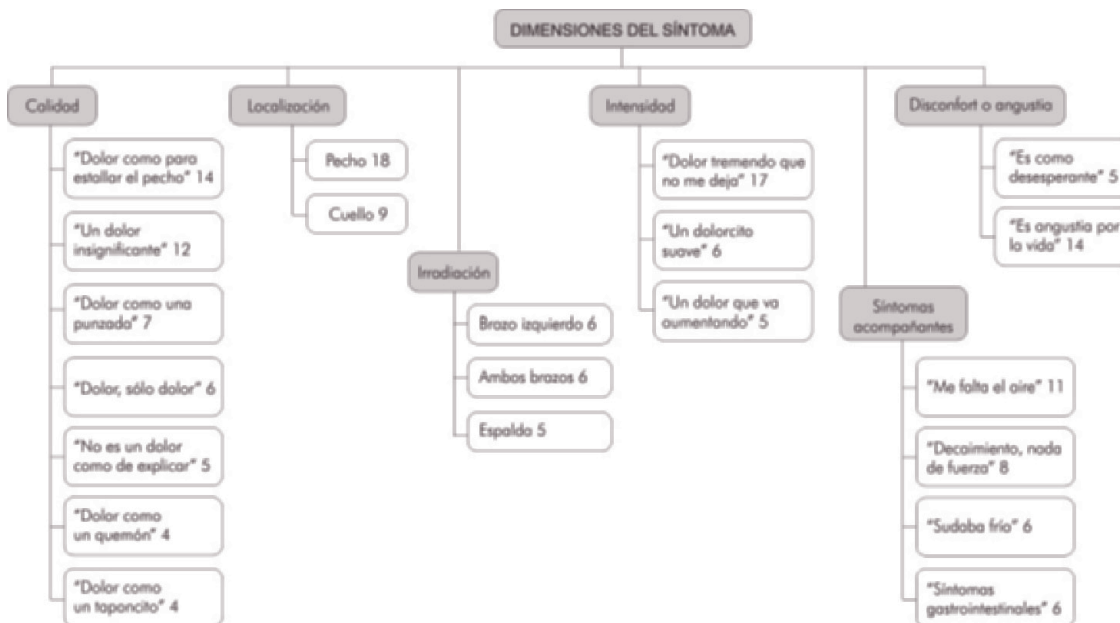 DIMENSIONES DEL SÍNTOMA
Calidad
"Dolor como para
estallar el pecho" 14
"Un dolor
insignificante" 12
"Dolor como una
punzada" 7
"Dolor, sólo dolor" 6
"No es un dolor
como de explicar" 5
"Dolor como
un quemón" 4
"Dolor como
un taponcito" 4
Localización
Pecho 18
Cuello 9
Irradiación
Brazo izquierdo 6
Ambos brazos 6
Espalda 5
Intensidad
"Dolor tremendo que
no me deja" 17
"Un dolorcito
suave" 6
"Un dolor que va
aumentando" 5
Síntomas
acompañantes
"Me falta el aire" 11
"Decaimiento, nada
de fuerza" 8
"Sudaba frío" 6
"Síntomas
gastrointestinales" 6
Disconfort o angustia
"Es como
desesperante" 5
"Es angustia por
la vida" 14